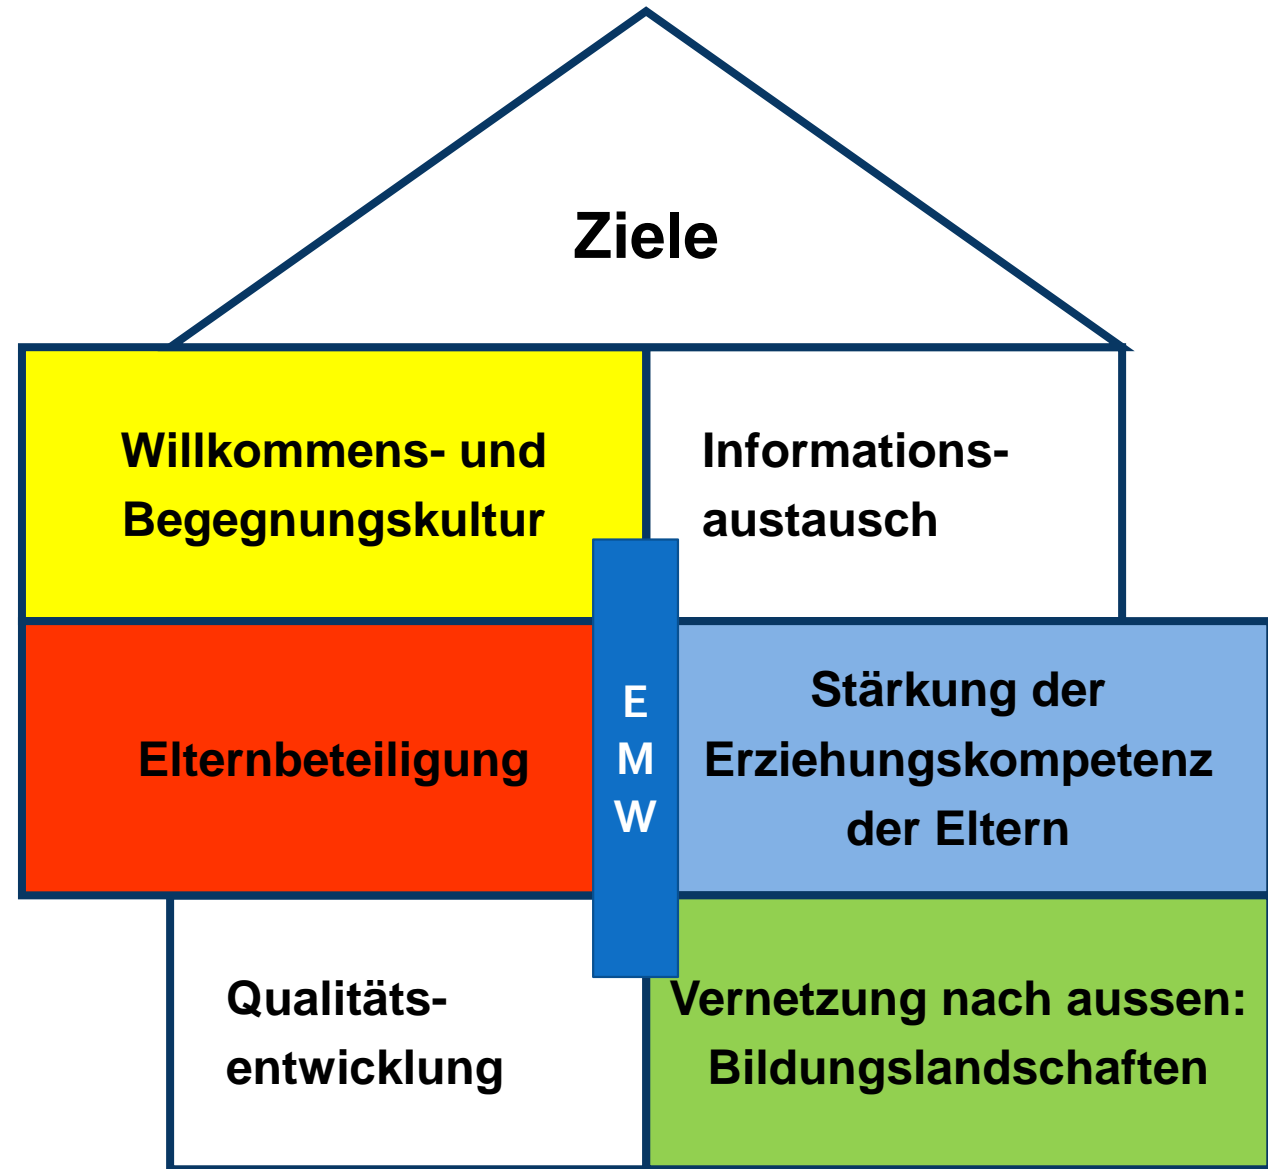 Ziele
Willkommens- und
Begegnungskultur
Informations-
austausch
Elternbeteiligung
E
M
W
Stärkung der
Erziehungskompetenz
der Eltern
Qualitäts-
entwicklung
Vernetzung nach aussen:
Bildungslandschaften